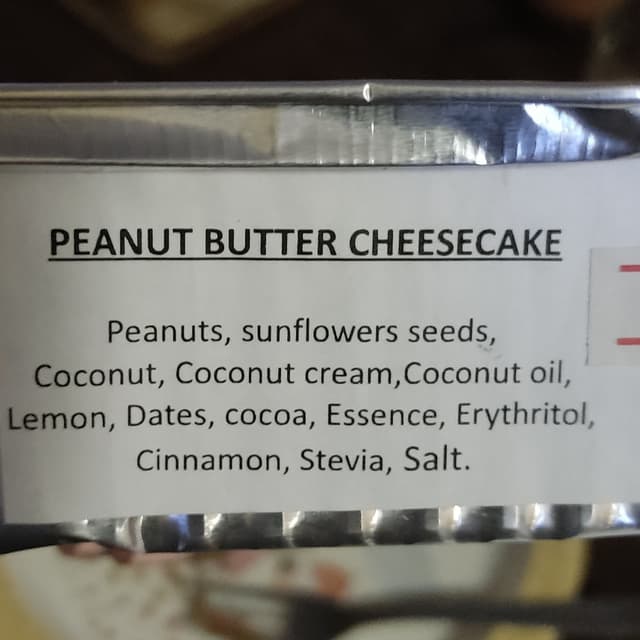 PEANUT BUTTER CHEESECAKE
Peanuts, sunflowers seeds,
Coconut, Coconut cream,Coconut oil,
Lemon, Dates, cocoa, Essence, Erythritol,
Cinnamon, Stevia, Salt.